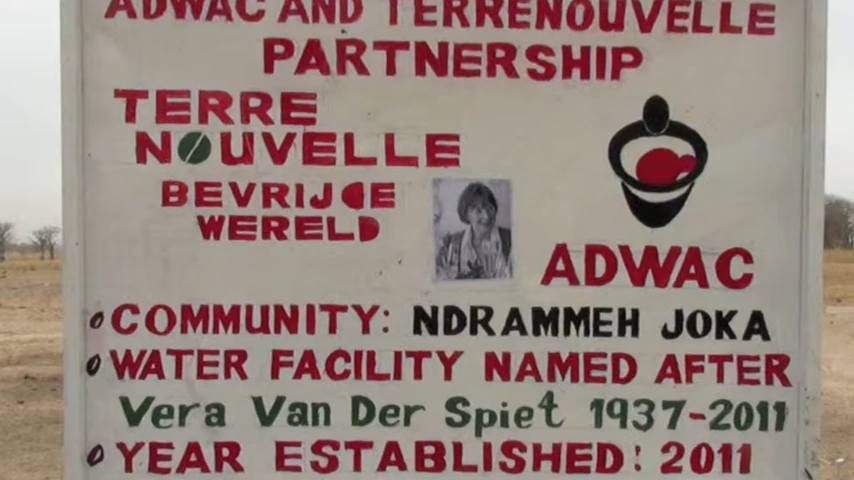 ADWAC AND TERRENOUVELLE
PARTNERSHIP
TERRE
NOUVELLE
BEVRIJDE
WERELD
ADWAC
COMMUNITY: NDRAMMEH JOKA
WATER FACILITY NAMED AFTER
Vera Van Der Spiet 1937-2011
YEAR ESTABLISHED: 2011